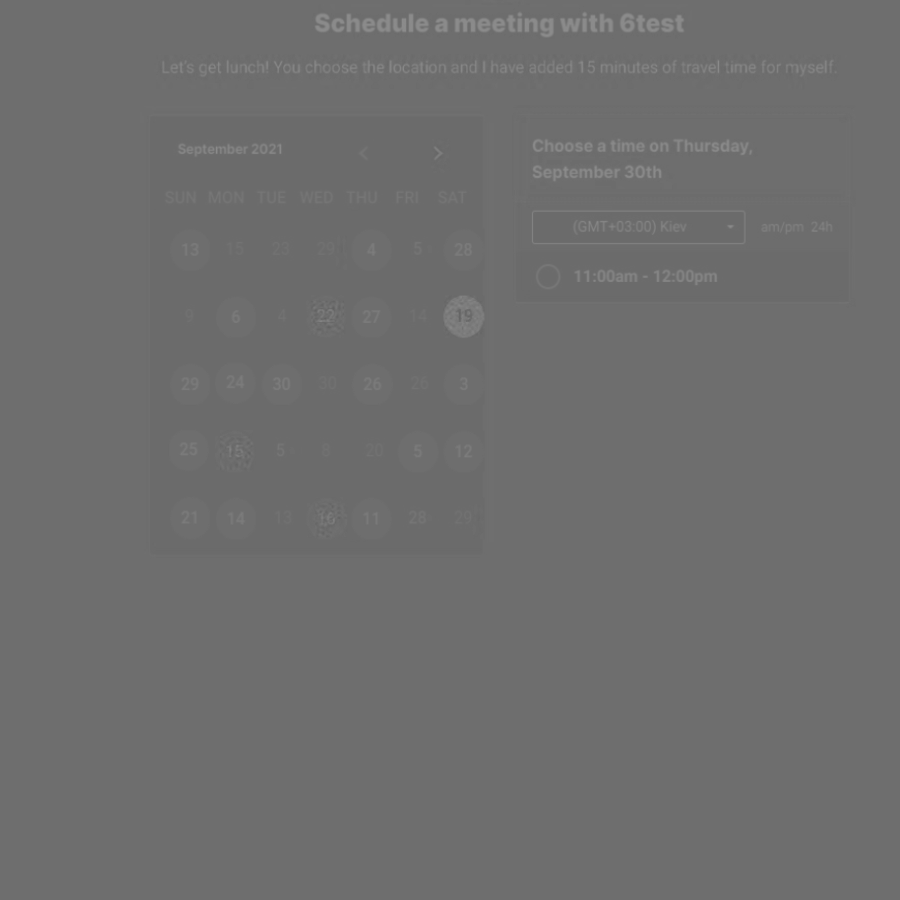 Schedule a meeting with 6test
Let's get lunch! You choose the location and I have added 15 minutes of travel time for myself.
September 2021
SUN MON TUE WED THU FRI SAT
13 15 23 29 4 5 28
9 6 4 22 27 14 19
29 24 30 30 26 26 3
25 15 5 8 20 5 12
21 14 13 16 11 28 29
Choose a time on Thursday,
September 30th
(GMT+03:00) Kiev am/pm 24h
11:00am - 12:00pm